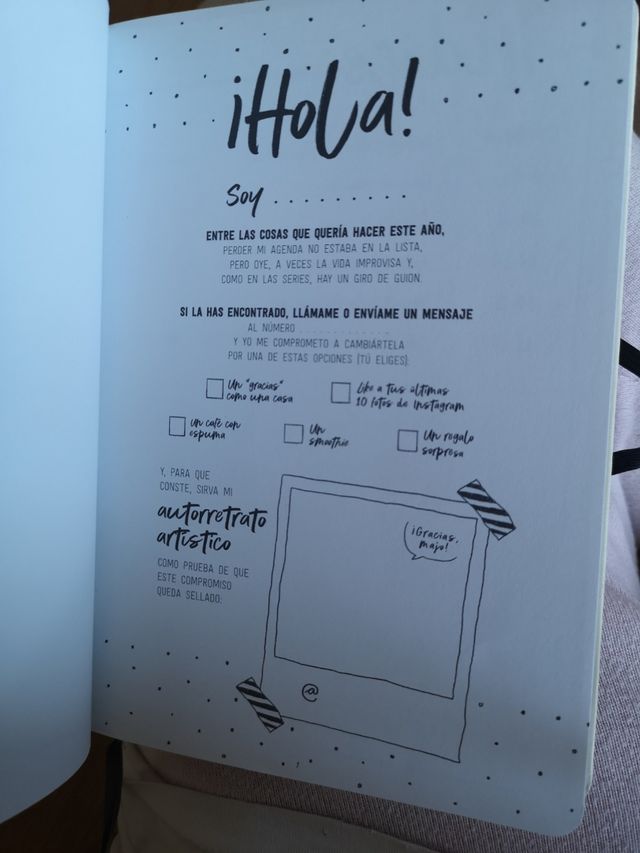 ¡Hola!
Soy . . . . . . . . .
ENTRE LAS COSAS QUE QUERÍA HACER ESTE AÑO,
PERDER MI AGENDA NO ESTABA EN LA LISTA,
PERO OYE, A VECES LA VIDA IMPROVISA Y,
COMO EN LAS SERIES, HAY UN GIRO DE GUION.
SI LA HAS ENCONTRADO, LLÁMAME O ENVÍAME UN MENSAJE
AL NÚMERO . . . . . . . . . . . . .
Y YO ME COMPROMETO A CAMBIÁRTELA
POR UNA DE ESTAS OPCIONES (TÚ ELIGES):
Un "gracias"
como una casa
Like a tus últimas
10 fotos de Instagram
Un café con
espuma
Un
smoothie
Un regalo
sorpresa
Y, PARA QUE
CONSTE, SIRVA MI
autorretrato
artístico
COMO PRUEBA DE QUE
ESTE COMPROMISO
QUEDA SELLADO:
¡Gracias,
majo!
@